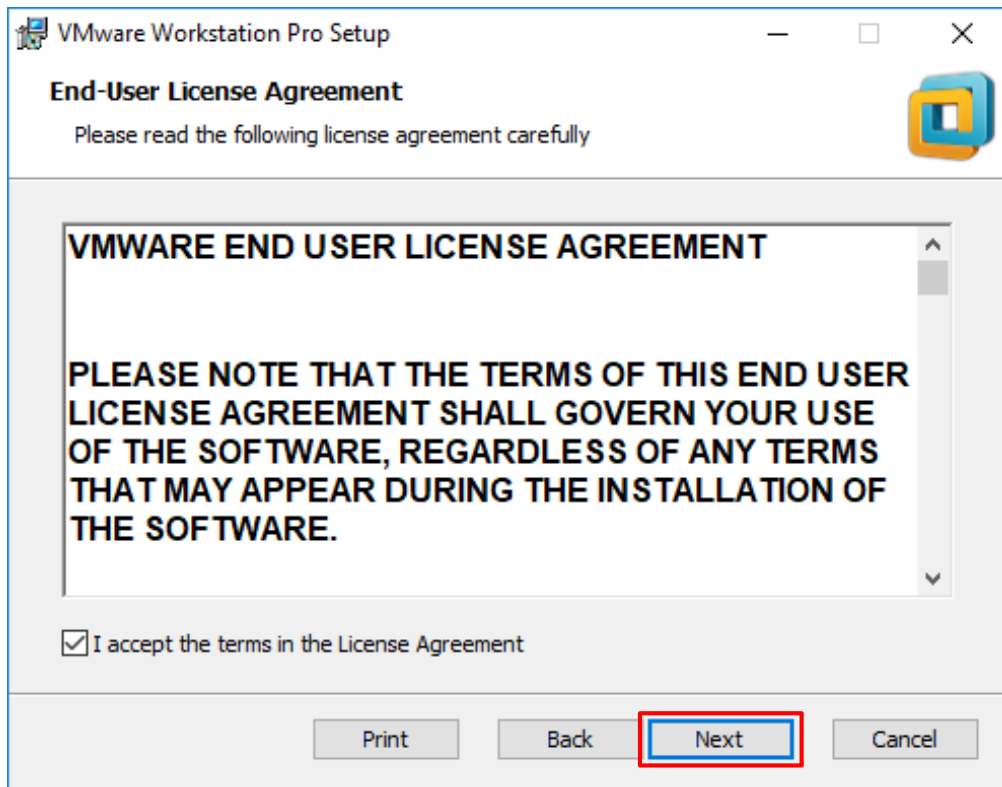 VMware Workstation Pro Setup
End-User License Agreement
Please read the following license agreement carefully
VMWARE END USER LICENSE AGREEMENT
PLEASE NOTE THAT THE TERMS OF THIS END USER
LICENSE AGREEMENT SHALL GOVERN YOUR USE
OF THE SOFTWARE, REGARDLESS OF ANY TERMS
THAT MAY APPEAR DURING THE INSTALLATION OF
THE SOFTWARE.
I accept the terms in the License Agreement
Print Back Next Cancel